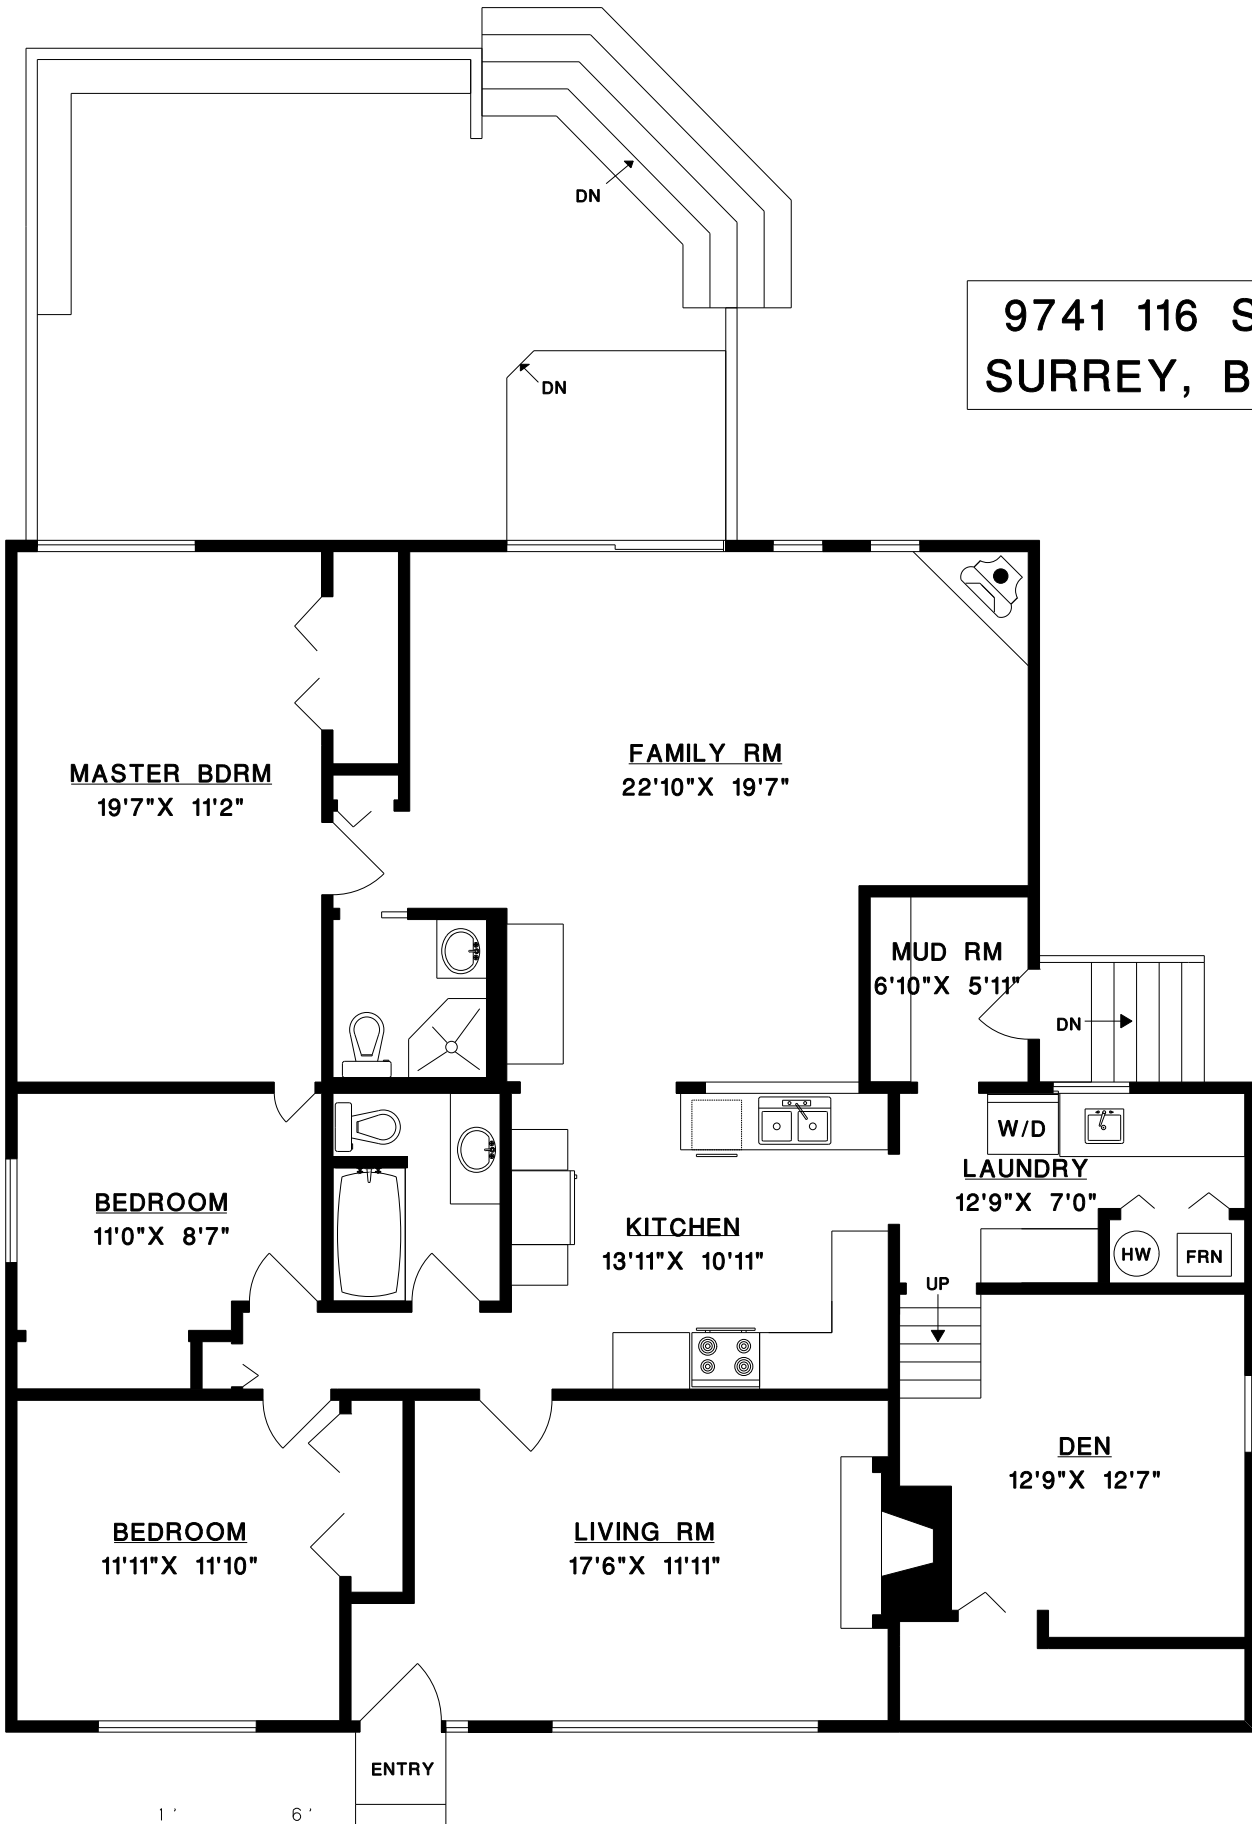 DN
9741 116 S
SURREY, B
DN
FAMILY RM
22'10"X 19'7"
MASTER BDRM
19'7"X 11'2"
MUD RM
6'10"X 5'11"
DN
W/D
LAUNDRY
12'9"X 7'0"
BEDROOM
11'0"X 8'7"
KITCHEN
13'11"X 10'11"
HW
FRN
UP
DEN
12'9"X 12'7"
BEDROOM
11'11"X 11'10"
LIVING RM
17'6"X 11'11"
ENTRY
1' 6'